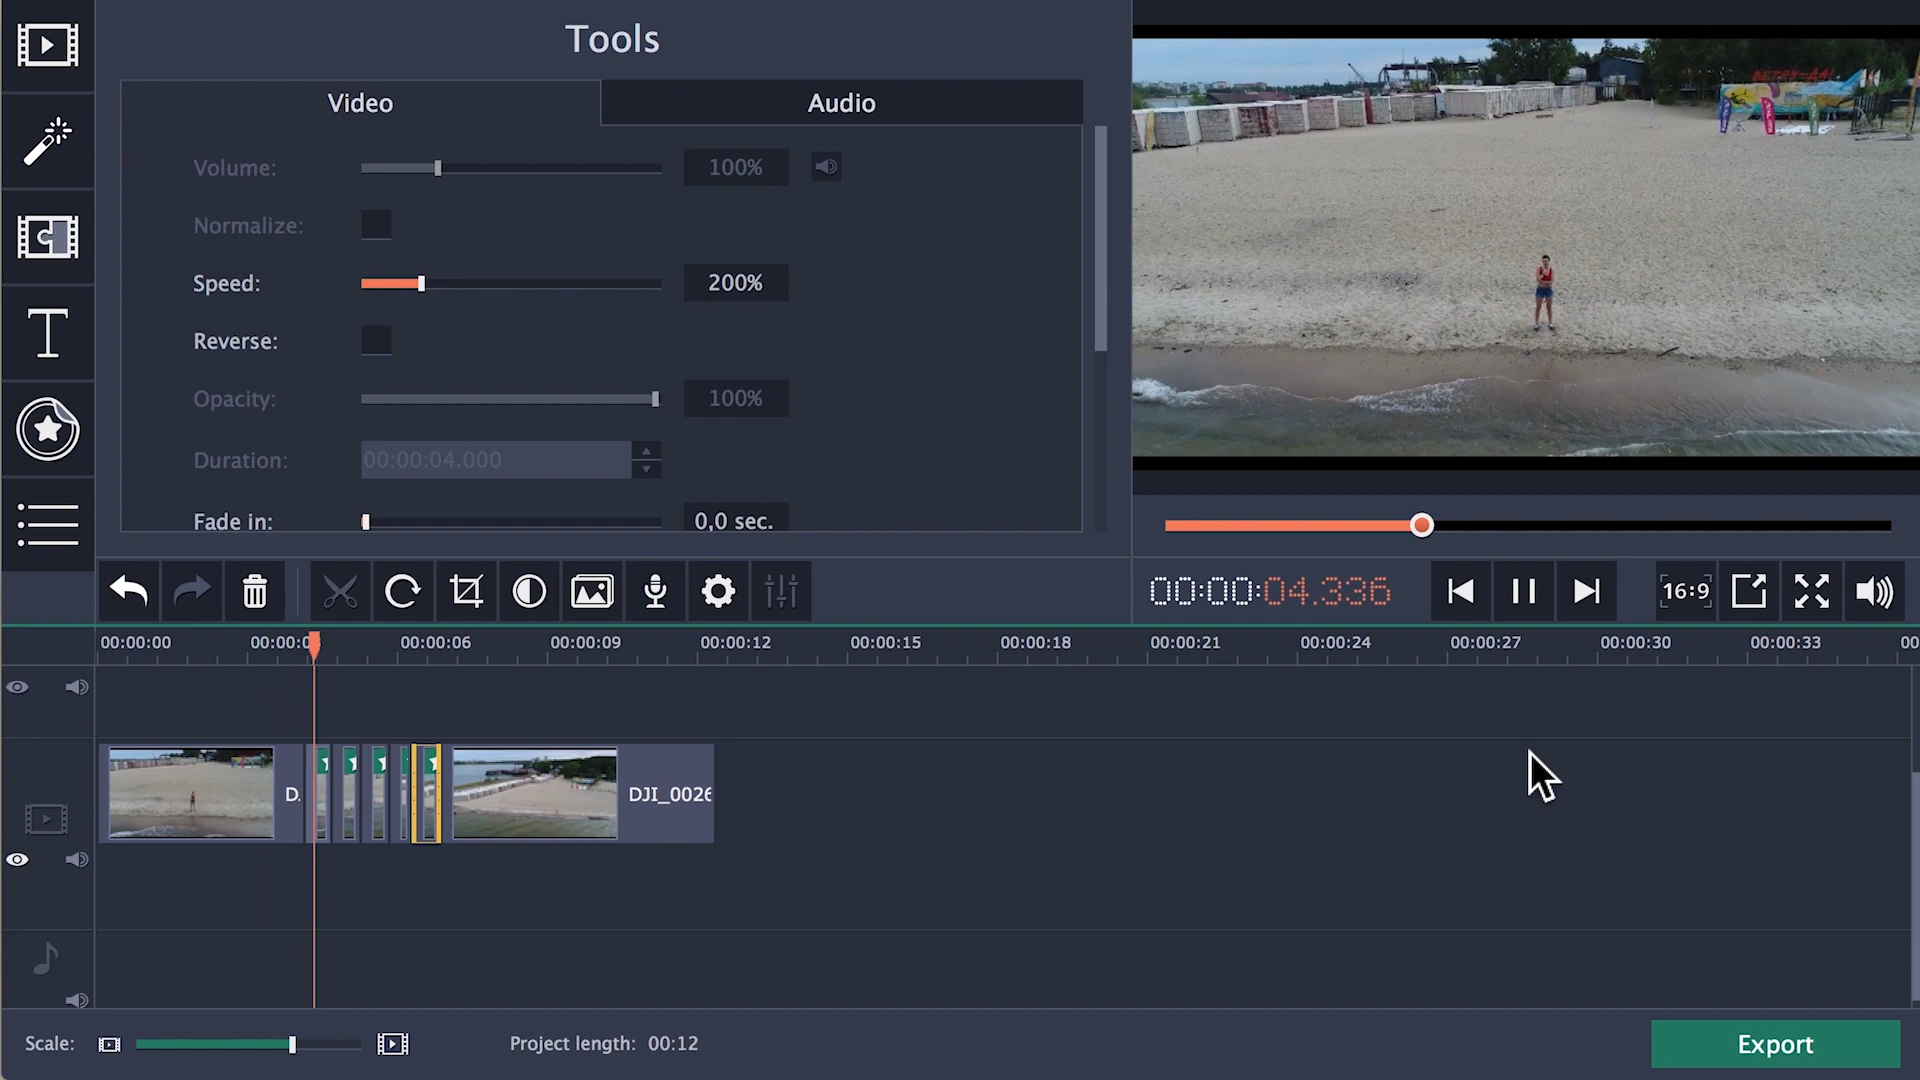 Tools
Video
Audio
Volume:
100%
Normalize:
Speed:
200%
Reverse:
Opacity:
100%
Duration:
00:00:04.000
Fade in:
0,0 sec.
00:00:04.336
16:9
00:00:00
00:00:06
00:00:09
00:00:12
00:00:15
00:00:18
00:00:21
00:00:24
00:00:27
00:00:30
00:00:33
00
D.
DJI_0026
Scale:
Project length: 00:12
Export